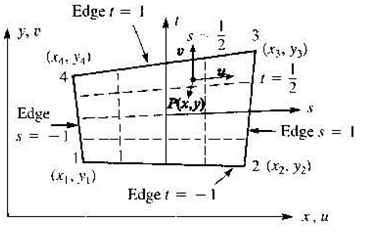 Edge t = 1
t
y, v
s = 1/2
v
3
(x₃, y₃)
(x₄, y₄)
4
u
t = 1/2
P(x,y)
Edge
s = −1
s
Edge s = 1
1
2 (x₂, y₂)
(x₁, y₁)
Edge t = −1
x, u